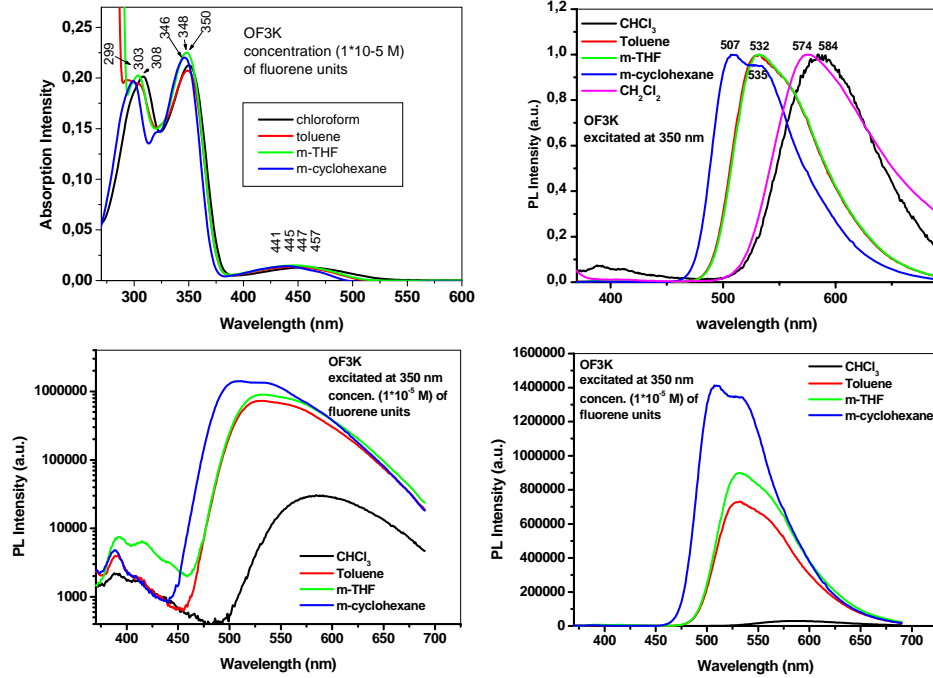 299
303
308
346
348
350
OF3K
concentration (1*10-5 M)
of fluorene units
chloroform
toluene
m-THF
m-cyclohexane
441
445
447
457
0,20
0,15
0,10
0,05
0,00
Absorption Intensity
300 350 400 450 500 550 600
Wavelength (nm)
CHCl3
Toluene
m-THF
m-cyclohexane
CH2Cl2
507 532 574 584
535
OF3K
excitated at 350 nm
1,2
1,0
0,8
0,6
0,4
0,2
0,0
PL Intensity (a.u.)
400 500 600
wavelength (nm)
OF3K
excitated at 350 nm
concen. (1*10-5 M) of
fluorene units
CHCl3
Toluene
m-THF
m-cyclohexane
1000000
100000
10000
1000
PL Intensity (a.u.)
400 450 500 550 600 650 700
Wavelength (nm)
OF3K
excitated at 350 nm
concen. (1*10-5 M) of
fluorene units
CHCl3
Toluene
m-THF
m-cyclohexane
1600000
1400000
1200000
1000000
800000
600000
400000
200000
0
PL Intensity (a.u.)
400 450 500 550 600 650 700
Wavelength (nm)